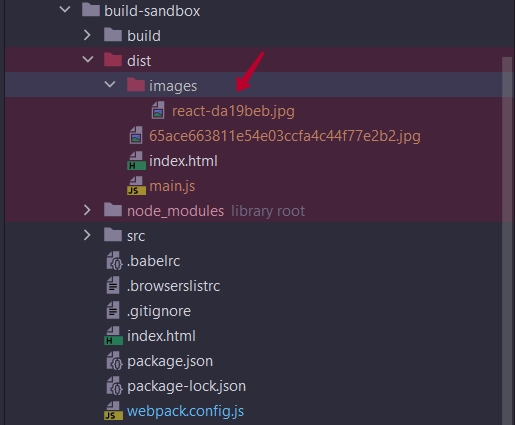 build-sandbox
build
dist
images
react-da19beb.jpg
65ace663811e54e03ccfa4c44f77e2b2.jpg
index.html
main.js
node_modules library root
src
.babelrc
.browserslistrc
.gitignore
index.html
package.json
package-lock.json
webpack.config.js